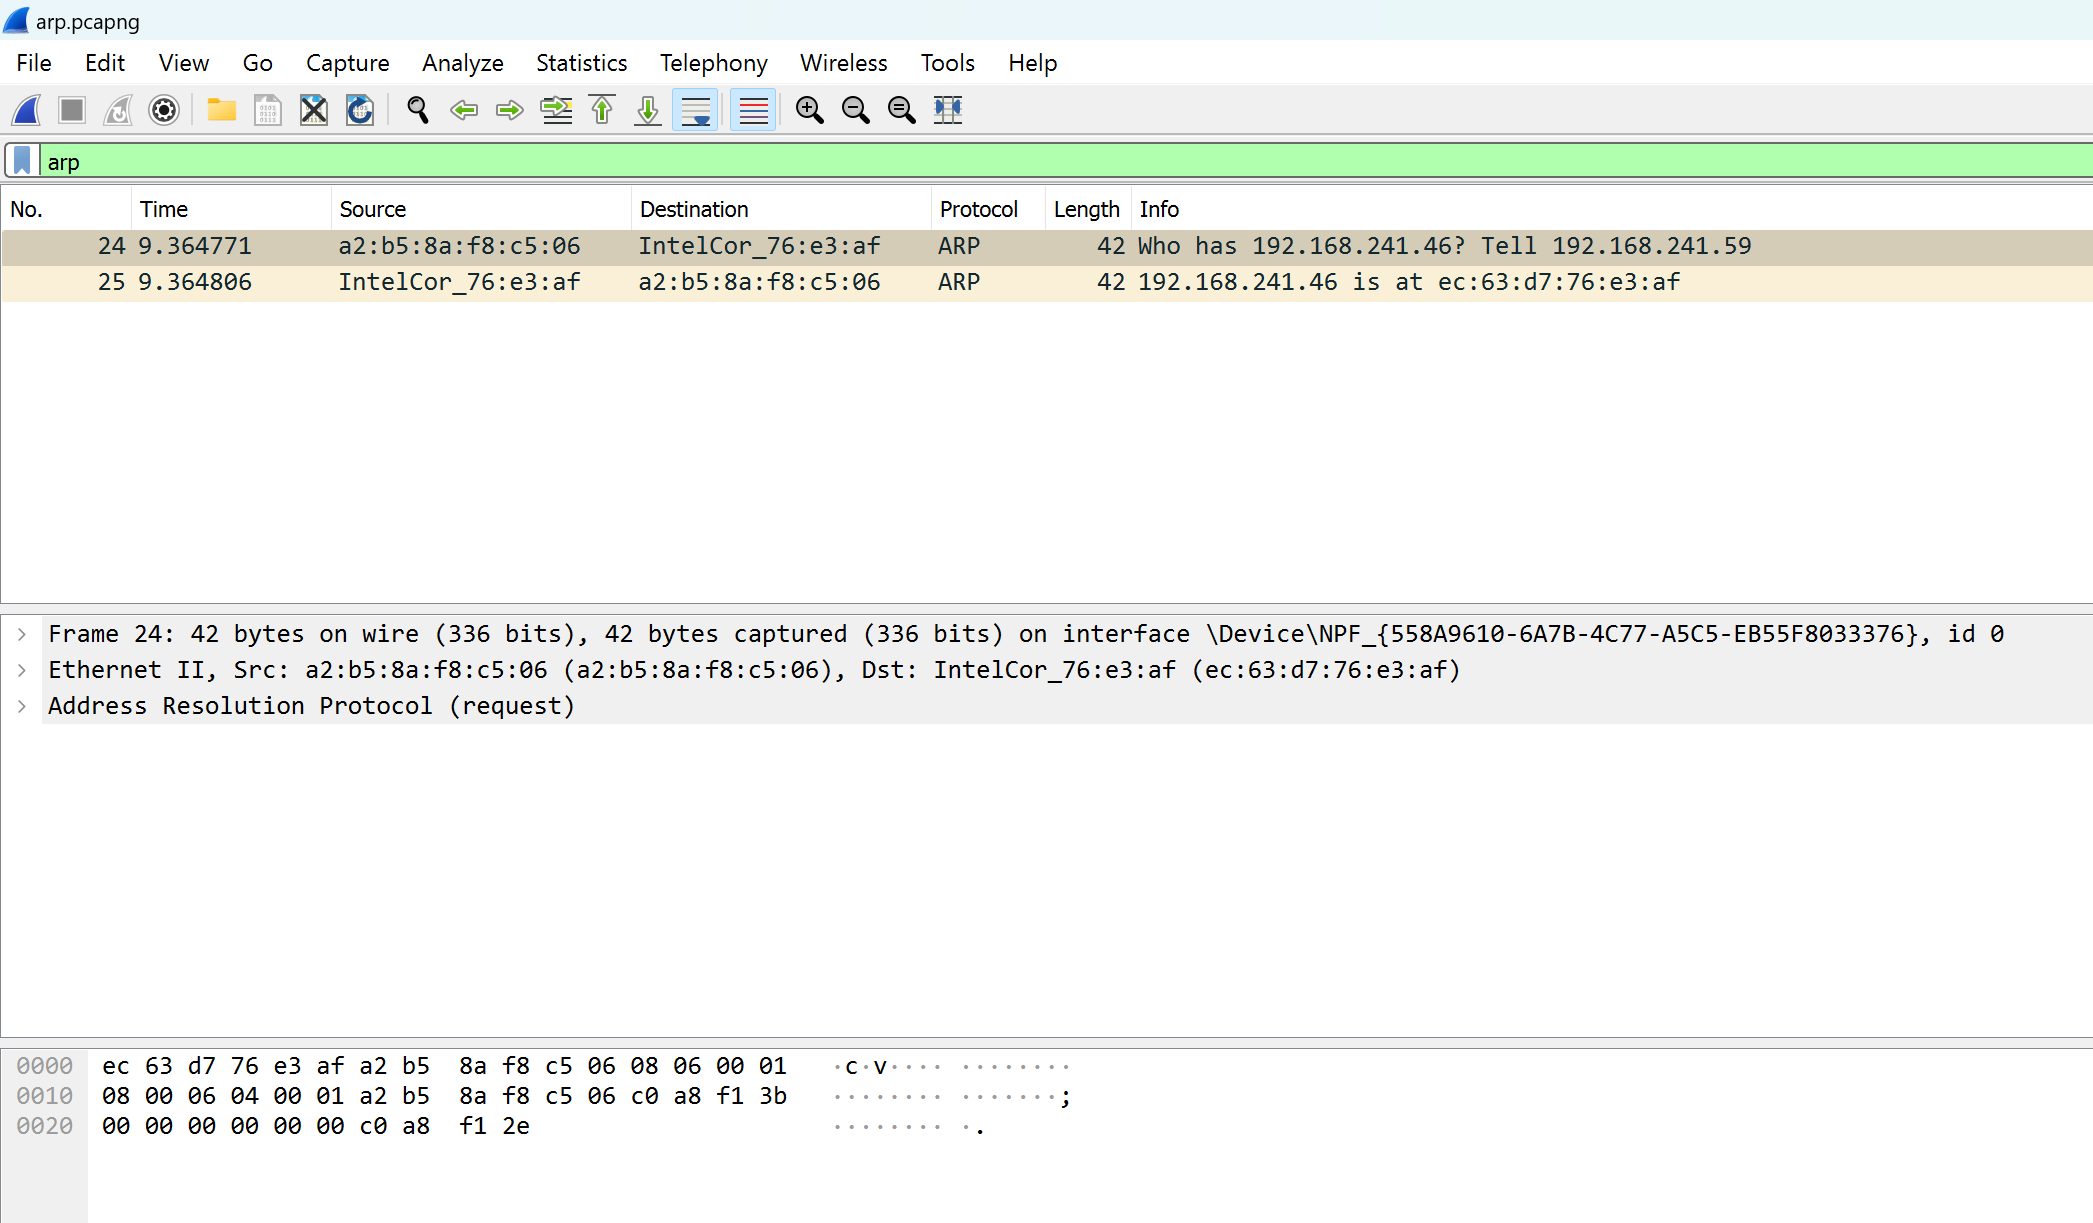 arp.pcapng
File Edit View Go Capture Analyze Statistics Telephony Wireless Tools Help
arp
No. Time Source Destination Protocol Length Info
24 9.364771 a2:b5:8a:f8:c5:06 IntelCor_76:e3:af ARP 42 Who has 192.168.241.46? Tell 192.168.241.59
25 9.364806 IntelCor_76:e3:af a2:b5:8a:f8:c5:06 ARP 42 192.168.241.46 is at ec:63:d7:76:e3:af
Frame 24: 42 bytes on wire (336 bits), 42 bytes captured (336 bits) on interface \Device\NPF_{558A9610-6A7B-4C77-A5C5-EB55F8033376}, id 0
Ethernet II, Src: a2:b5:8a:f8:c5:06 (a2:b5:8a:f8:c5:06), Dst: IntelCor_76:e3:af (ec:63:d7:76:e3:af)
Address Resolution Protocol (request)
0000 ec 63 d7 76 e3 af a2 b5 8a f8 c5 06 08 06 00 01 ·c·v···· ········
0010 08 00 06 04 00 01 a2 b5 8a f8 c5 06 c0 a8 f1 3b ········ ·······;
0020 00 00 00 00 00 00 c0 a8 f1 2e ········ ·.